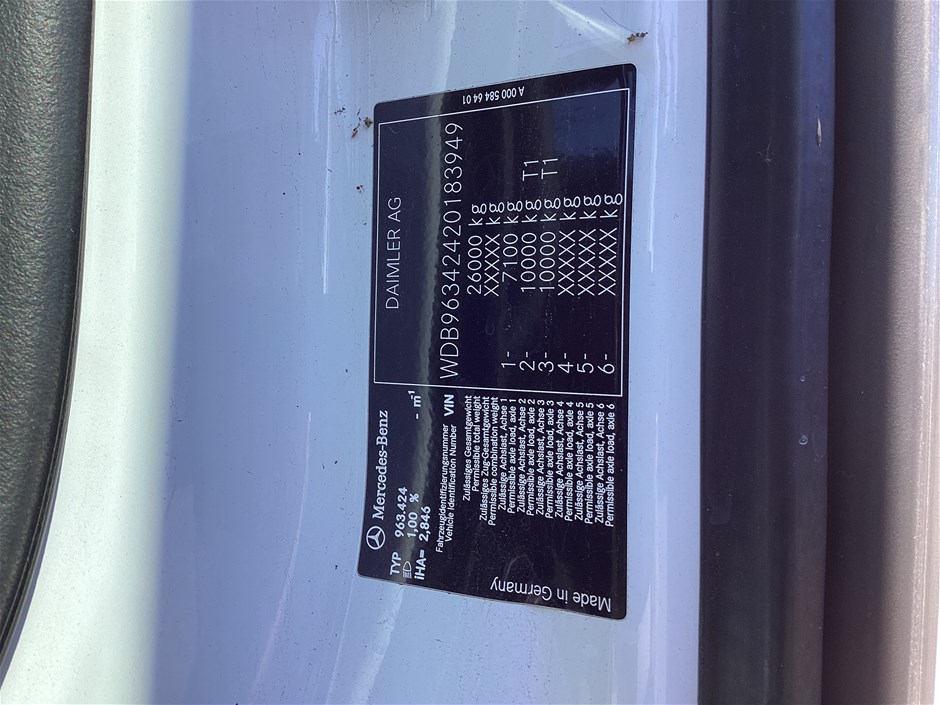 Mercedes-Benz
TYP 963.424
1,00 %
iHA= 2,846 - m⁻¹
DAIMLER AG
Fahrzeugidentifizierungsnummer
Vehicle Identification Number VIN WDB9634242O183949
Zulässiges Gesamtgewicht
Permissible total weight 26000 kg
Zulässiges Zug-Gesamtgewicht
Permissible combination weight XXXXX kg
Zulässige Achslast, Achse 1
Permissible axle load, axle 1 1- 7100 kg
Zulässige Achslast, Achse 2
Permissible axle load, axle 2 2- 10000 kg T1
Zulässige Achslast, Achse 3
Permissible axle load, axle 3 3- 10000 kg T1
Zulässige Achslast, Achse 4
Permissible axle load, axle 4 4- XXXXX kg
Zulässige Achslast, Achse 5
Permissible axle load, axle 5 5- XXXXX kg
Zulässige Achslast, Achse 6
Permissible axle load, axle 6 6- XXXXX kg
Made in Germany
A 000 584 64 01